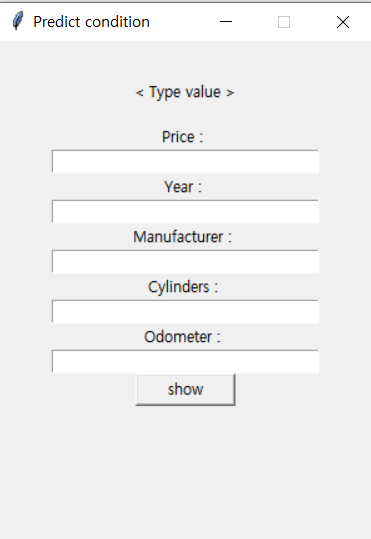 Predict condition
< Type value >
Price :
Year :
Manufacturer :
Cylinders :
Odometer :
show